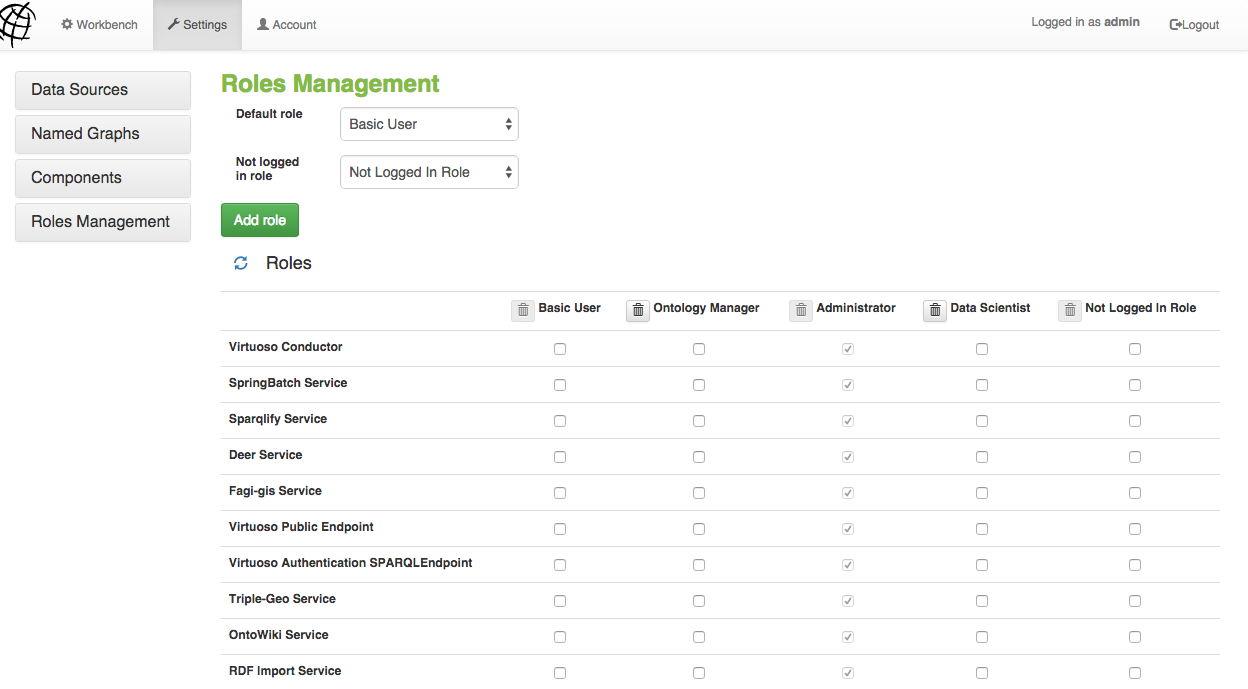 Workbench Settings Account Logged in as admin Logout
Data Sources
Named Graphs
Components
Roles Management
Roles Management
Default role
Basic User
Not logged
in role
Not Logged In Role
Add role
Roles
Basic User Ontology Manager Administrator Data Scientist Not Logged In Role
Virtuoso Conductor
SpringBatch Service
Sparqlify Service
Deer Service
Fagi-gis Service
Virtuoso Public Endpoint
Virtuoso Authentication SPARQLEndpoint
Triple-Geo Service
OntoWiki Service
RDF Import Service